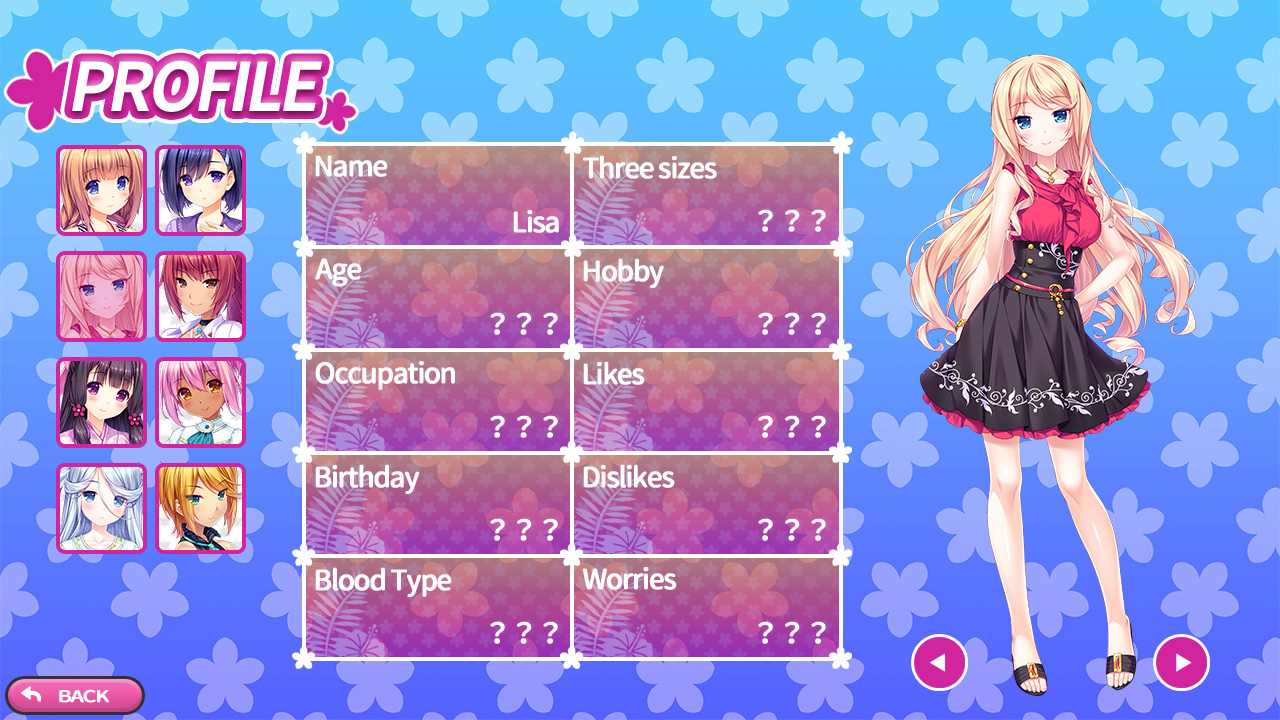 PROFILE
Name
Lisa
Three sizes
? ? ?
Age
? ? ?
Hobby
? ? ?
Occupation
? ? ?
Likes
? ? ?
Birthday
? ? ?
Dislikes
? ? ?
Blood Type
? ? ?
Worries
? ? ?
BACK